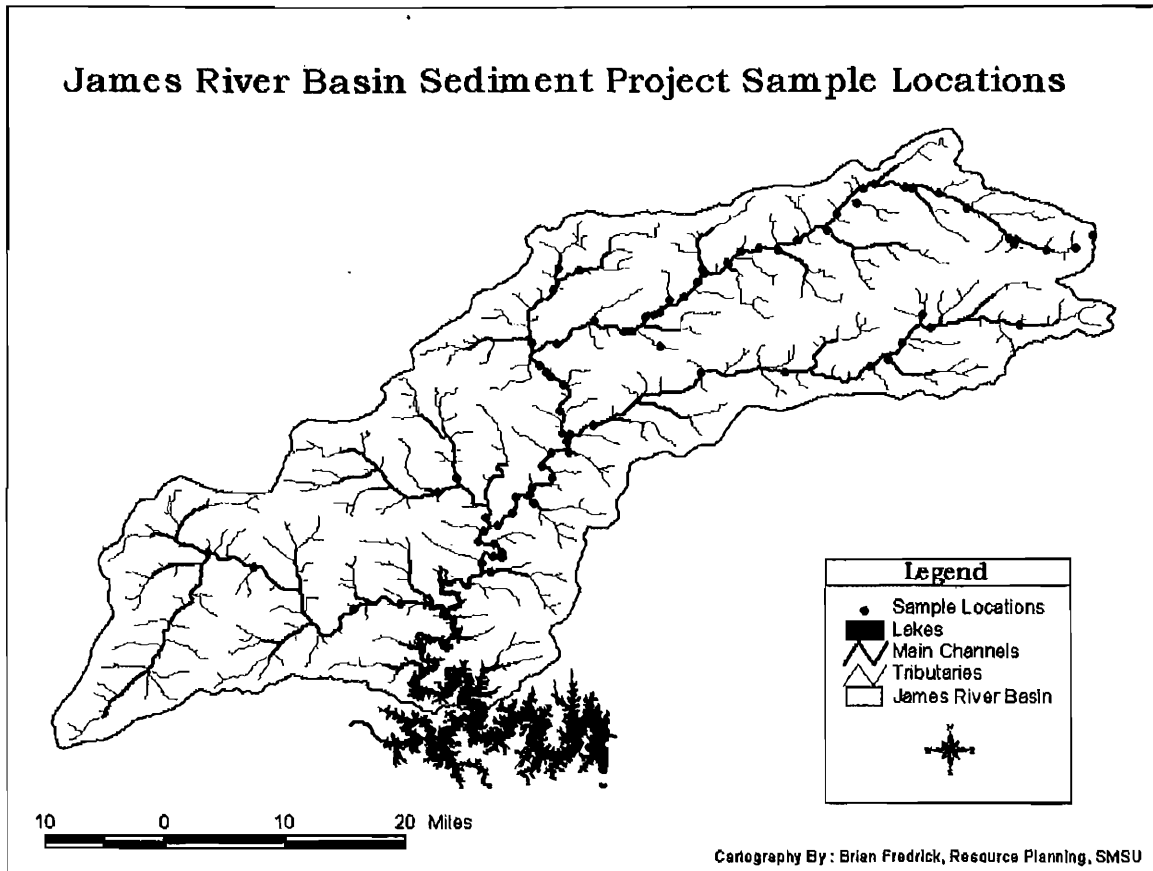 James River Basin Sediment Project Sample Locations
Legend
Sample Locations
Lakes
Main Channels
Tributaries
James River Basin
N
S
10 0 10 20 Miles
Cartography By : Brian Fredrick, Resource Planning, SMSU